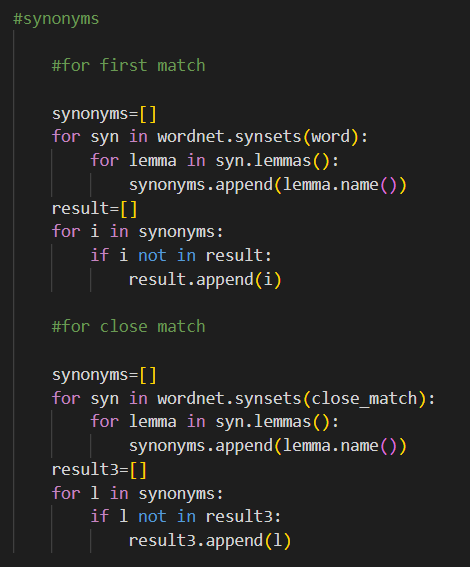 #synonyms
#for first match
synonyms=[]
for syn in wordnet.synsets(word):
for lemma in syn.lemmas():
synonyms.append(lemma.name())
result=[]
for i in synonyms:
if i not in result:
result.append(i)
#for close match
synonyms=[]
for syn in wordnet.synsets(close_match):
for lemma in syn.lemmas():
synonyms.append(lemma.name())
result3=[]
for l in synonyms:
if l not in result3:
result3.append(l)